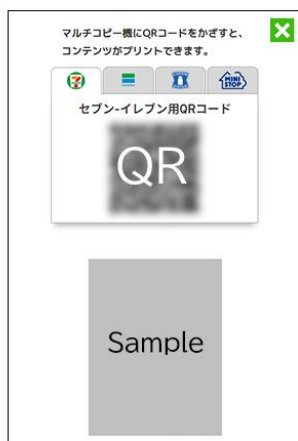 マルチコピー機にQRコードをかざすと、
コンテンツがプリントできます。
MINI
STOP
セブン-イレブン用QRコード
QR
Sample